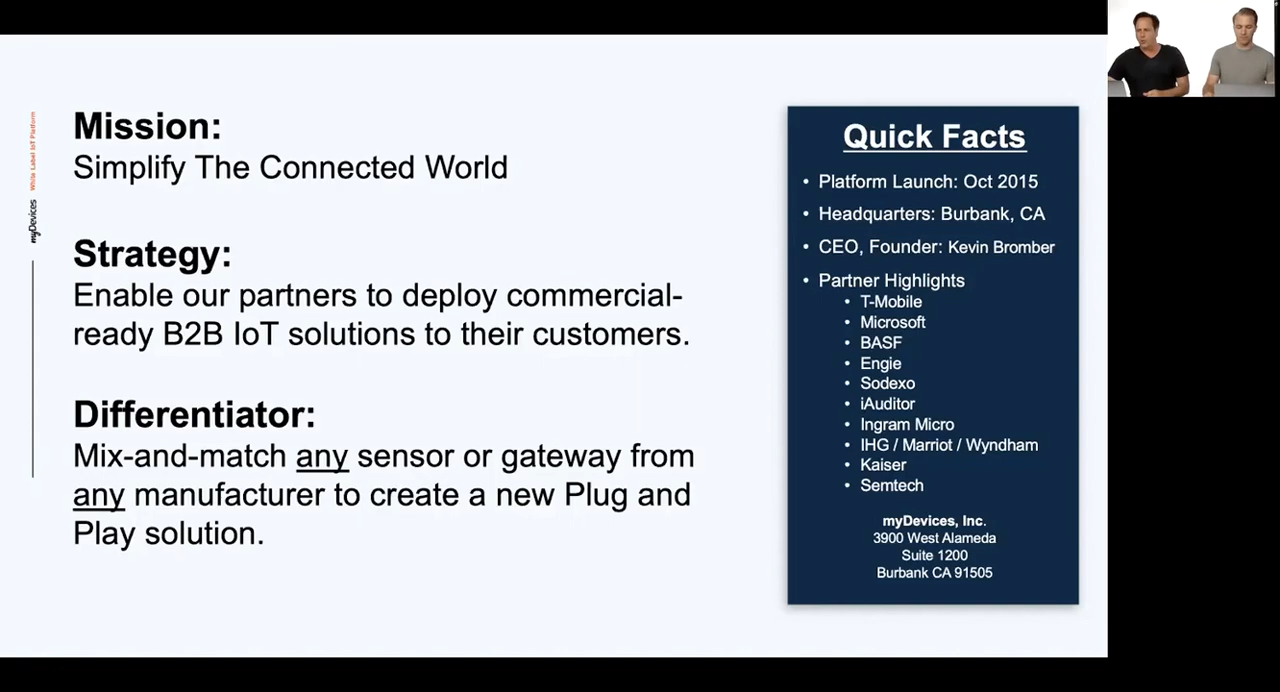 myDevices White Label IoT Platform
Mission:
Simplify The Connected World
Strategy:
Enable our partners to deploy commercial-
ready B2B IoT solutions to their customers.
Differentiator:
Mix-and-match any sensor or gateway from
any manufacturer to create a new Plug and
Play solution.
Quick Facts
• Platform Launch: Oct 2015
• Headquarters: Burbank, CA
• CEO, Founder: Kevin Bromber
• Partner Highlights
• T-Mobile
• Microsoft
• BASF
• Engie
• Sodexo
• iAuditor
• Ingram Micro
• IHG / Marriot / Wyndham
• Kaiser
• Semtech
myDevices, Inc.
3900 West Alameda
Suite 1200
Burbank CA 91505